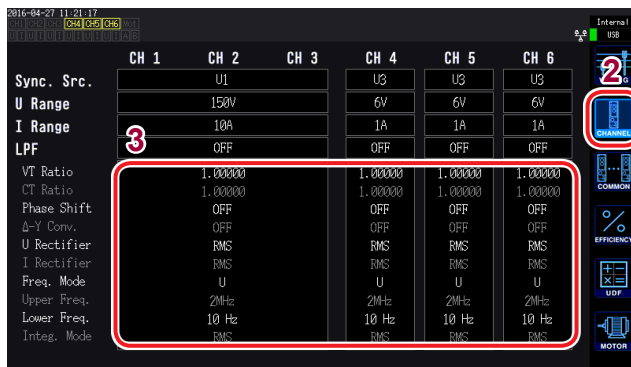 2016-04-27 11:21:17
CH1 CH2 CH3 CH4 CH5 CH6 Mot
U I U I U I U I U I U I A B
Internal
USB
CH 1 CH 2 CH 3 CH 4 CH 5 CH 6
2
G
Sync. Src. U1 U3 U3 U3
U Range 150V 6V 6V 6V
I Range 10A 1A 1A 1A
CHANNEL
3
LPF OFF OFF OFF OFF
VT Ratio 1.00000 1.00000 1.00000 1.00000
CT Ratio 1.00000 1.00000 1.00000 1.00000
COMMON
Phase Shift OFF OFF OFF OFF
Δ-Y Conv. OFF OFF OFF OFF
U Rectifier RMS RMS RMS RMS
EFFICIENCY
I Rectifier RMS RMS RMS RMS
Freq. Mode U U U U
Upper Freq. 2MHz 2MHz 2MHz 2MHz
UDF
Lower Freq. 10 Hz 10 Hz 10 Hz 10 Hz
Integ. Mode RMS RMS RMS RMS
MOTOR